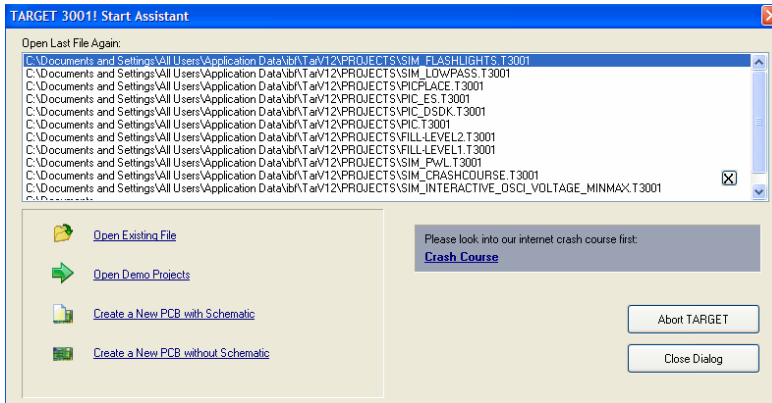 TARGET 3001! Start Assistant
Open Last File Again:
C:\Documents and Settings\All Users\Application Data\ibf\TarV12\PROJECTS\SIM_FLASHLIGHTS.T3001
C:\Documents and Settings\All Users\Application Data\ibf\TarV12\PROJECTS\SIM_LOWPASS.T3001
C:\Documents and Settings\All Users\Application Data\ibf\TarV12\PROJECTS\PICPLACE.T3001
C:\Documents and Settings\All Users\Application Data\ibf\TarV12\PROJECTS\PIC_ES.T3001
C:\Documents and Settings\All Users\Application Data\ibf\TarV12\PROJECTS\PIC_DSDK.T3001
C:\Documents and Settings\All Users\Application Data\ibf\TarV12\PROJECTS\PIC.T3001
C:\Documents and Settings\All Users\Application Data\ibf\TarV12\PROJECTS\FILL-LEVEL2.T3001
C:\Documents and Settings\All Users\Application Data\ibf\TarV12\PROJECTS\FILL-LEVEL1.T3001
C:\Documents and Settings\All Users\Application Data\ibf\TarV12\PROJECTS\SIM_PWL.T3001
C:\Documents and Settings\All Users\Application Data\ibf\TarV12\PROJECTS\SIM_CRASHCOURSE.T3001
C:\Documents and Settings\All Users\Application Data\ibf\TarV12\PROJECTS\SIM_INTERACTIVE_OSCI_VOLTAGE_MINMAX.T3001
Open Existing File
Open Demo Projects
Create a New PCB with Schematic
Create a New PCB without Schematic
Please look into our internet crash course first:
Crash Course
Abort TARGET
Close Dialog